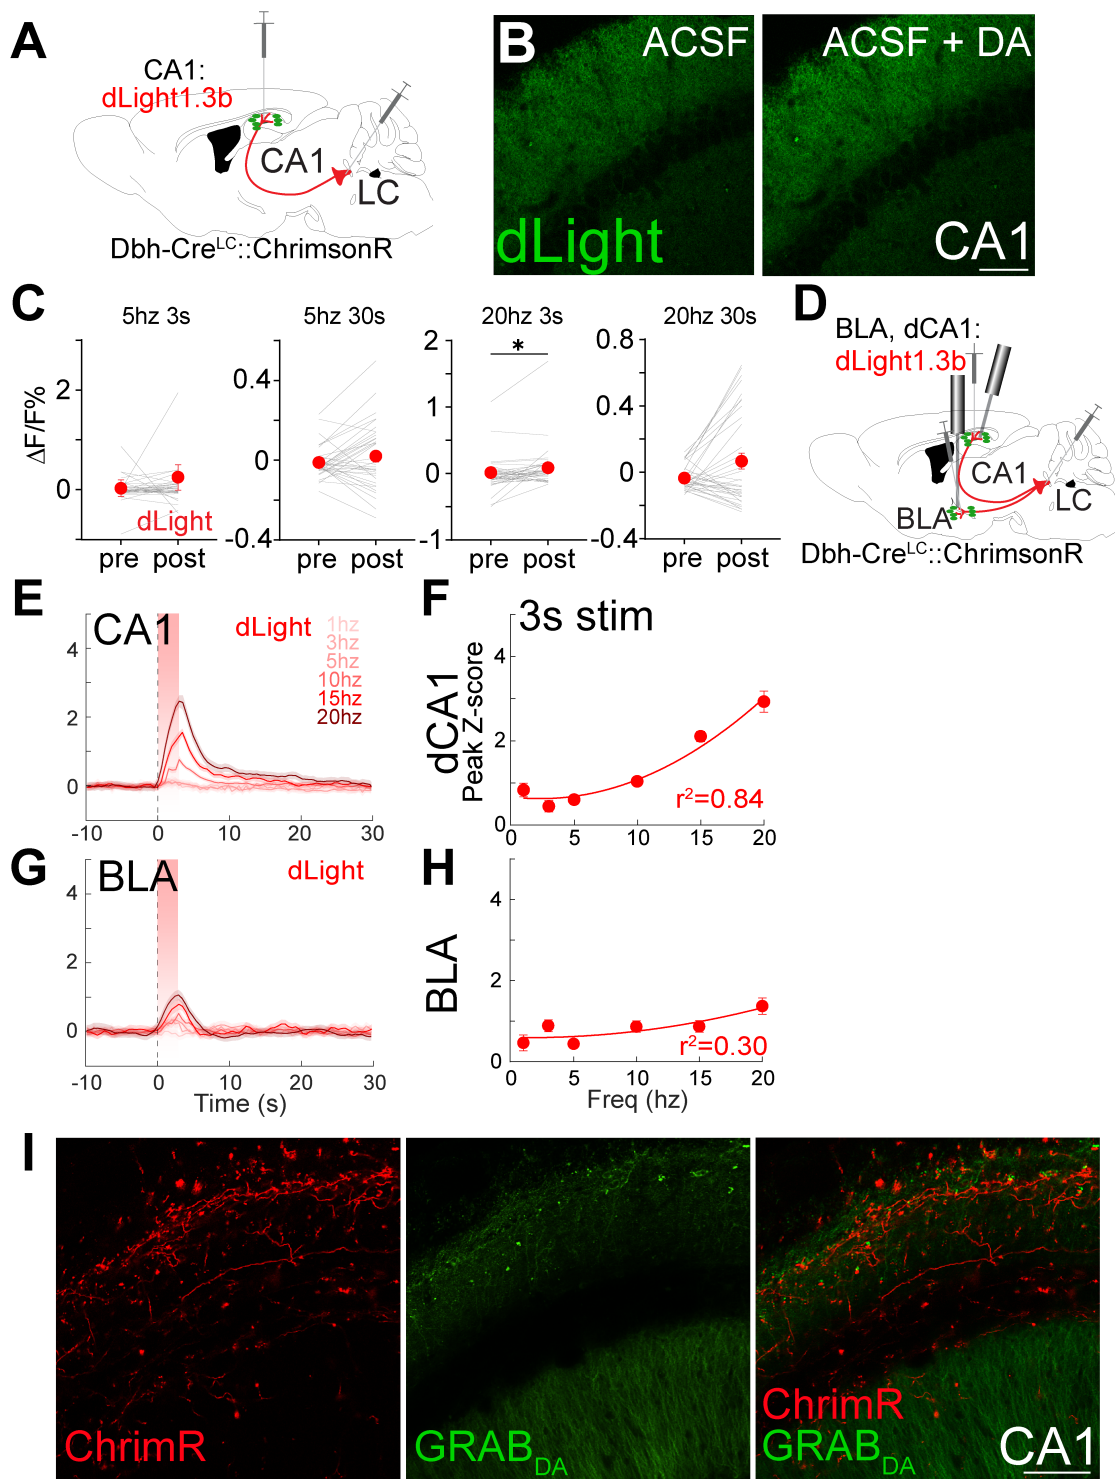 A
CA1:
dLight1.3b
CA1
LC
Dbh-CreLC::ChrimsonR
B
ACSF
dLight
ACSF + DA
CA1
C
5hz 3s
5hz 30s
20hz 3s
20hz 30s
ΔF/F%
2
0
0.4
0
-0.4
2
1
0
-1
*
0.8
0.4
0
-0.4
dLight
pre post
pre post
pre post
pre post
D
BLA, dCA1:
dLight1.3b
CA1
LC
BLA
Dbh-CreLC::ChrimsonR
E
CA1
dLight
1hz
3hz
5hz
10hz
15hz
20hz
4
2
0
-10 0 10 20 30
F
3s stim
dCA1
Peak Z-score
4
2
0
r2=0.84
0 5 10 15 20
G
BLA
dLight
4
2
0
-10 0 10 20 30
Time (s)
H
BLA
4
2
0
r2=0.30
0 5 10 15 20
Freq (hz)
I
ChrimR
GRABDA
ChrimR
GRABDA
CA1